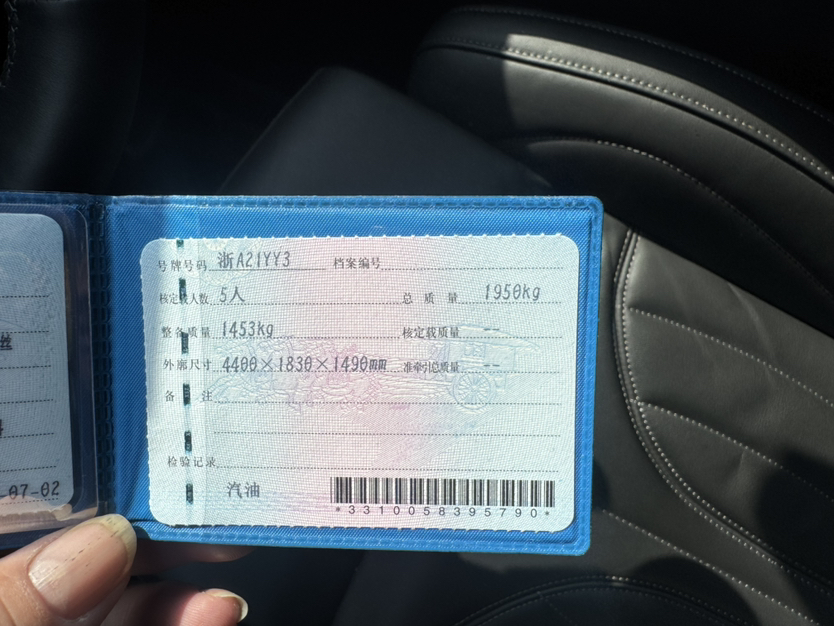 号牌号码 浙A21YY3 档案编号
核定载人数 5人 总质量 1950kg
整备质量 1453kg 核定载质量 --
外廓尺寸 4400×1830×1490mm 准牵引总质量 --
备注
检验记录
汽油
*3310058395790*
丝
-07-02